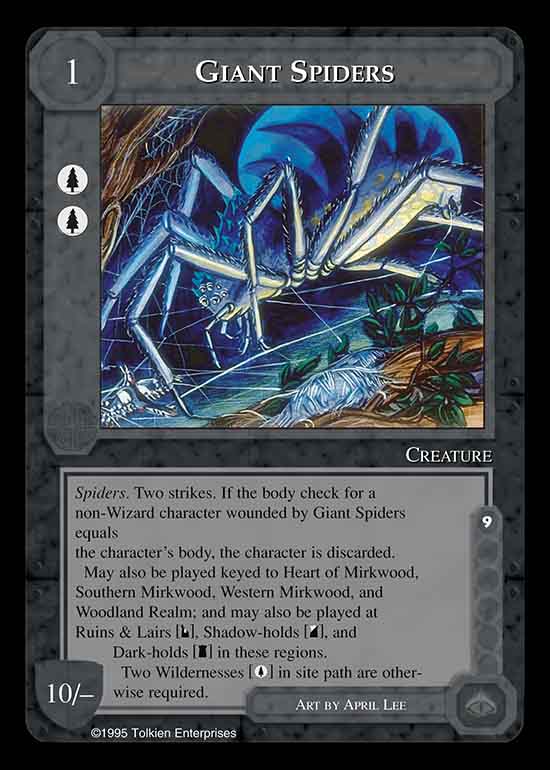 1
GIANT SPIDERS
CREATURE
Spiders. Two strikes. If the body check for a
non-Wizard character wounded by Giant Spiders
equals
the character's body, the character is discarded.
May also be played keyed to Heart of Mirkwood,
Southern Mirkwood, Western Mirkwood, and
Woodland Realm; and may also be played at
Ruins & Lairs [], Shadow-holds [], and
Dark-holds [] in these regions.
Two Wildernesses [] in site path are other-
wise required.
9
10/–
ART BY APRIL LEE
©1995 Tolkien Enterprises